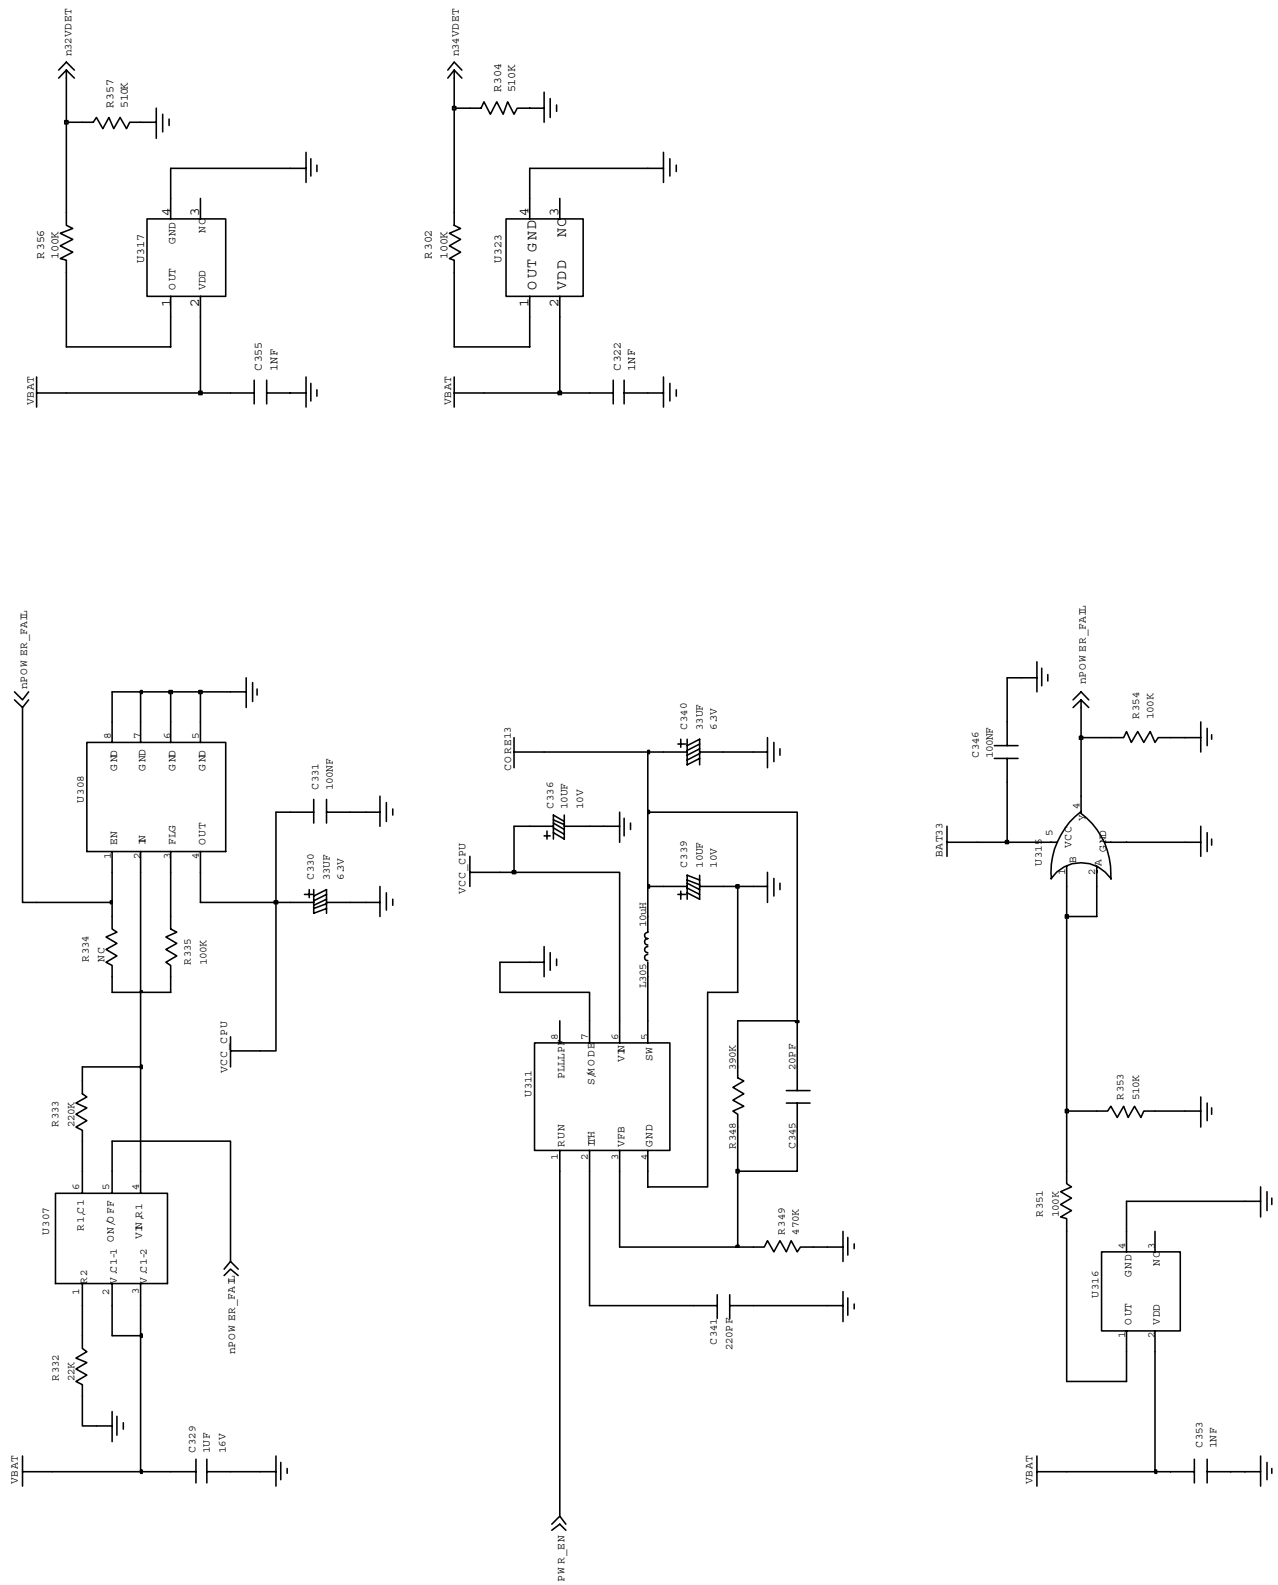 VBAT
C329
1UF
16V
R332
22K
U307
R2
V.C1-1
V.C1-2
R1,C1
ON/OFF
VIN,R1
1
2
3
6
5
4
nPOWER_FAIL
R333
220K
VCC_CPU
R334
NC
R335
100K
U308
EN
IN
FLG
OUT
GND
GND
GND
GND
1
2
3
4
8
7
6
5
C330
33UF
6.3V
C331
100NF
nPOWER_FAIL
VBAT
C355
1NF
U317
OUT
VDD
GND
NC
1
2
4
3
R356
100K
R357
510K
n32VDET
VBAT
C322
1NF
U323
OUT
VDD
GND
NC
1
2
4
3
R302
100K
R304
510K
n34VDET
PWR_EN
C341
220PF
R349
470K
U311
RUN
ITH
VFB
GND
PLLLPF
S/MODE
VIN
SW
1
2
3
4
8
7
6
5
R348
390K
C345
20PF
L305
10uH
VCC_CPU
C336
10UF
10V
C339
10UF
10V
CORE13
C340
33UF
6.3V
VBAT
C353
1NF
U316
OUT
VDD
GND
NC
1
2
4
3
R351
100K
R353
510K
BAT33
U315
B
A
VCC
GND
Y
1
2
5
4
C346
100NF
R354
100K
nPOWER_FAIL